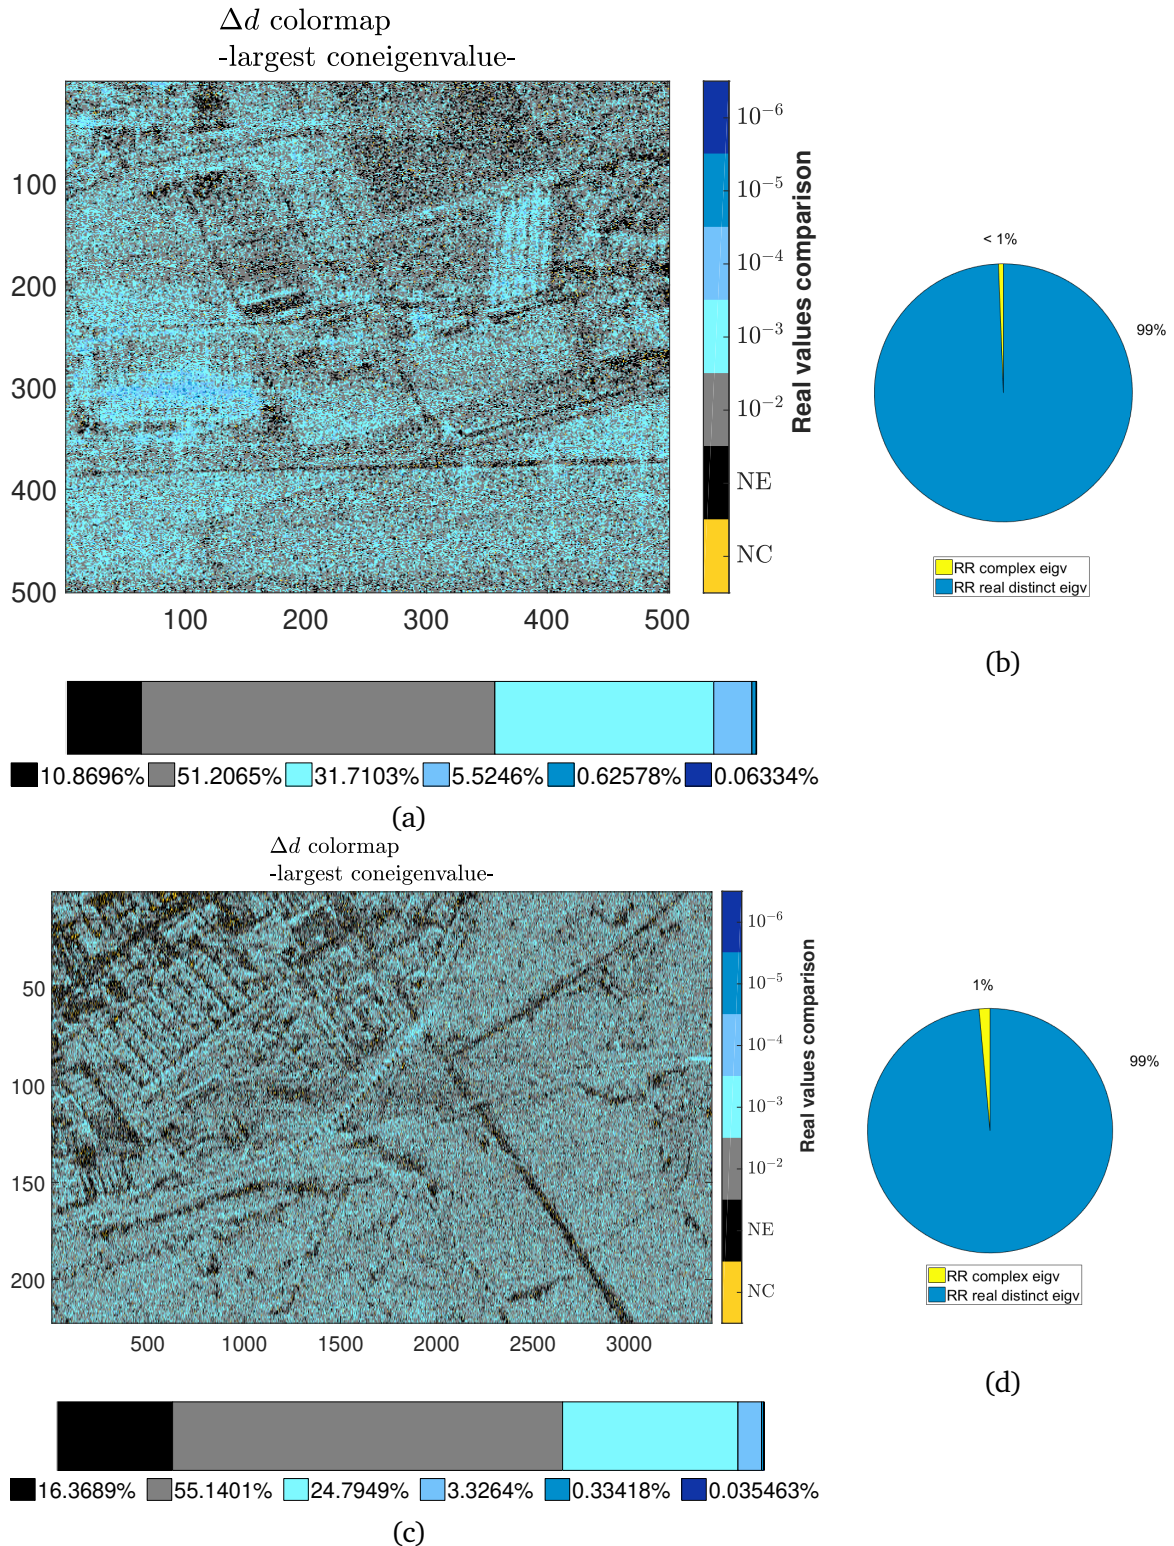 Δd colormap
-largest coneigenvalue-
100
200
300
400
500
100 200 300 400 500
10⁻⁶
10⁻⁵
10⁻⁴
10⁻³
10⁻²
NE
NC
Real values comparison
10.8696% 51.2065% 31.7103% 5.5246% 0.62578% 0.06334%
(a)
< 1%
99%
RR complex eigv
RR real distinct eigv
(b)
Δd colormap
-largest coneigenvalue-
50
100
150
200
500 1000 1500 2000 2500 3000
10⁻⁶
10⁻⁵
10⁻⁴
10⁻³
10⁻²
NE
NC
Real values comparison
16.3689% 55.1401% 24.7949% 3.3264% 0.33418% 0.035463%
(c)
1%
99%
RR complex eigv
RR real distinct eigv
(d)